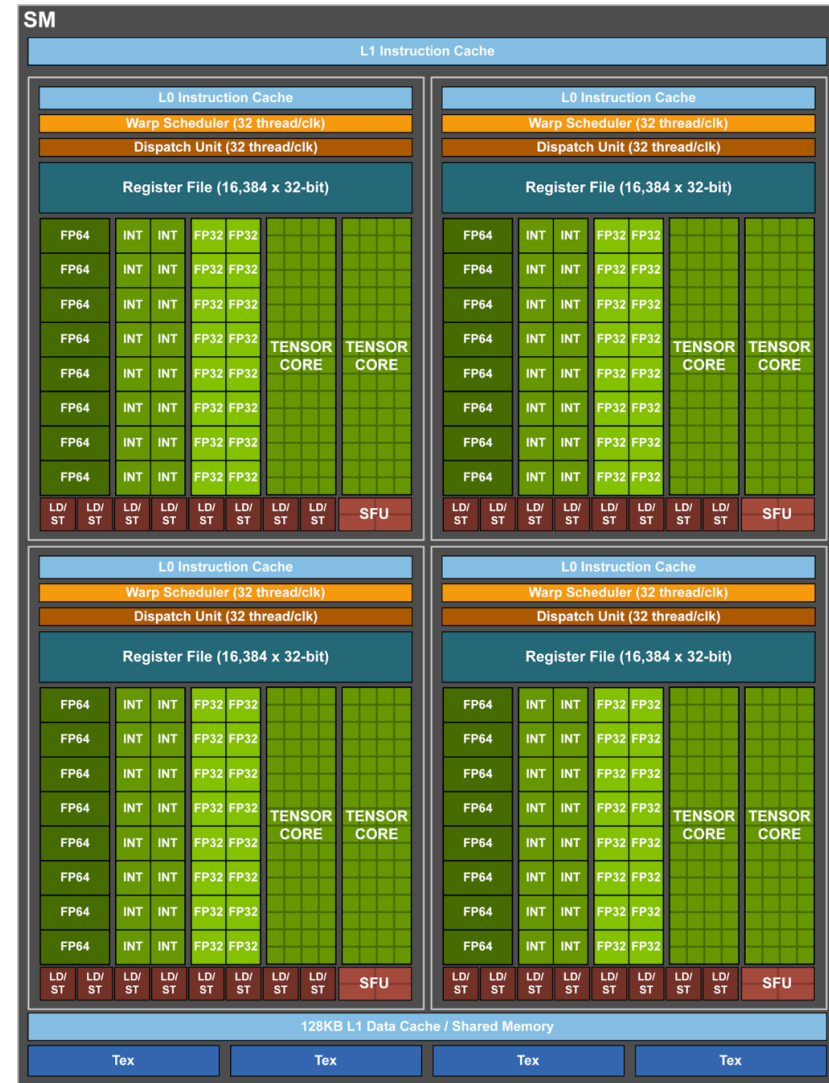 SM
L1 Instruction Cache
L0 Instruction Cache
Warp Scheduler (32 thread/clk)
Dispatch Unit (32 thread/clk)
Register File (16,384 x 32-bit)
FP64 INT INT FP32 FP32
FP64 INT INT FP32 FP32
FP64 INT INT FP32 FP32
FP64 INT INT FP32 FP32
FP64 INT INT FP32 FP32
FP64 INT INT FP32 FP32
FP64 INT INT FP32 FP32
FP64 INT INT FP32 FP32
TENSOR TENSOR
CORE CORE
LD/ LD/ LD/ LD/ LD/ LD/ LD/ LD/
ST ST ST ST ST ST ST ST
SFU
L0 Instruction Cache
Warp Scheduler (32 thread/clk)
Dispatch Unit (32 thread/clk)
Register File (16,384 x 32-bit)
FP64 INT INT FP32 FP32
FP64 INT INT FP32 FP32
FP64 INT INT FP32 FP32
FP64 INT INT FP32 FP32
FP64 INT INT FP32 FP32
FP64 INT INT FP32 FP32
FP64 INT INT FP32 FP32
FP64 INT INT FP32 FP32
TENSOR TENSOR
CORE CORE
LD/ LD/ LD/ LD/ LD/ LD/ LD/ LD/
ST ST ST ST ST ST ST ST
SFU
L0 Instruction Cache
Warp Scheduler (32 thread/clk)
Dispatch Unit (32 thread/clk)
Register File (16,384 x 32-bit)
FP64 INT INT FP32 FP32
FP64 INT INT FP32 FP32
FP64 INT INT FP32 FP32
FP64 INT INT FP32 FP32
FP64 INT INT FP32 FP32
FP64 INT INT FP32 FP32
FP64 INT INT FP32 FP32
FP64 INT INT FP32 FP32
TENSOR TENSOR
CORE CORE
LD/ LD/ LD/ LD/ LD/ LD/ LD/ LD/
ST ST ST ST ST ST ST ST
SFU
L0 Instruction Cache
Warp Scheduler (32 thread/clk)
Dispatch Unit (32 thread/clk)
Register File (16,384 x 32-bit)
FP64 INT INT FP32 FP32
FP64 INT INT FP32 FP32
FP64 INT INT FP32 FP32
FP64 INT INT FP32 FP32
FP64 INT INT FP32 FP32
FP64 INT INT FP32 FP32
FP64 INT INT FP32 FP32
FP64 INT INT FP32 FP32
TENSOR TENSOR
CORE CORE
LD/ LD/ LD/ LD/ LD/ LD/ LD/ LD/
ST ST ST ST ST ST ST ST
SFU
128KB L1 Data Cache / Shared Memory
Tex Tex Tex Tex